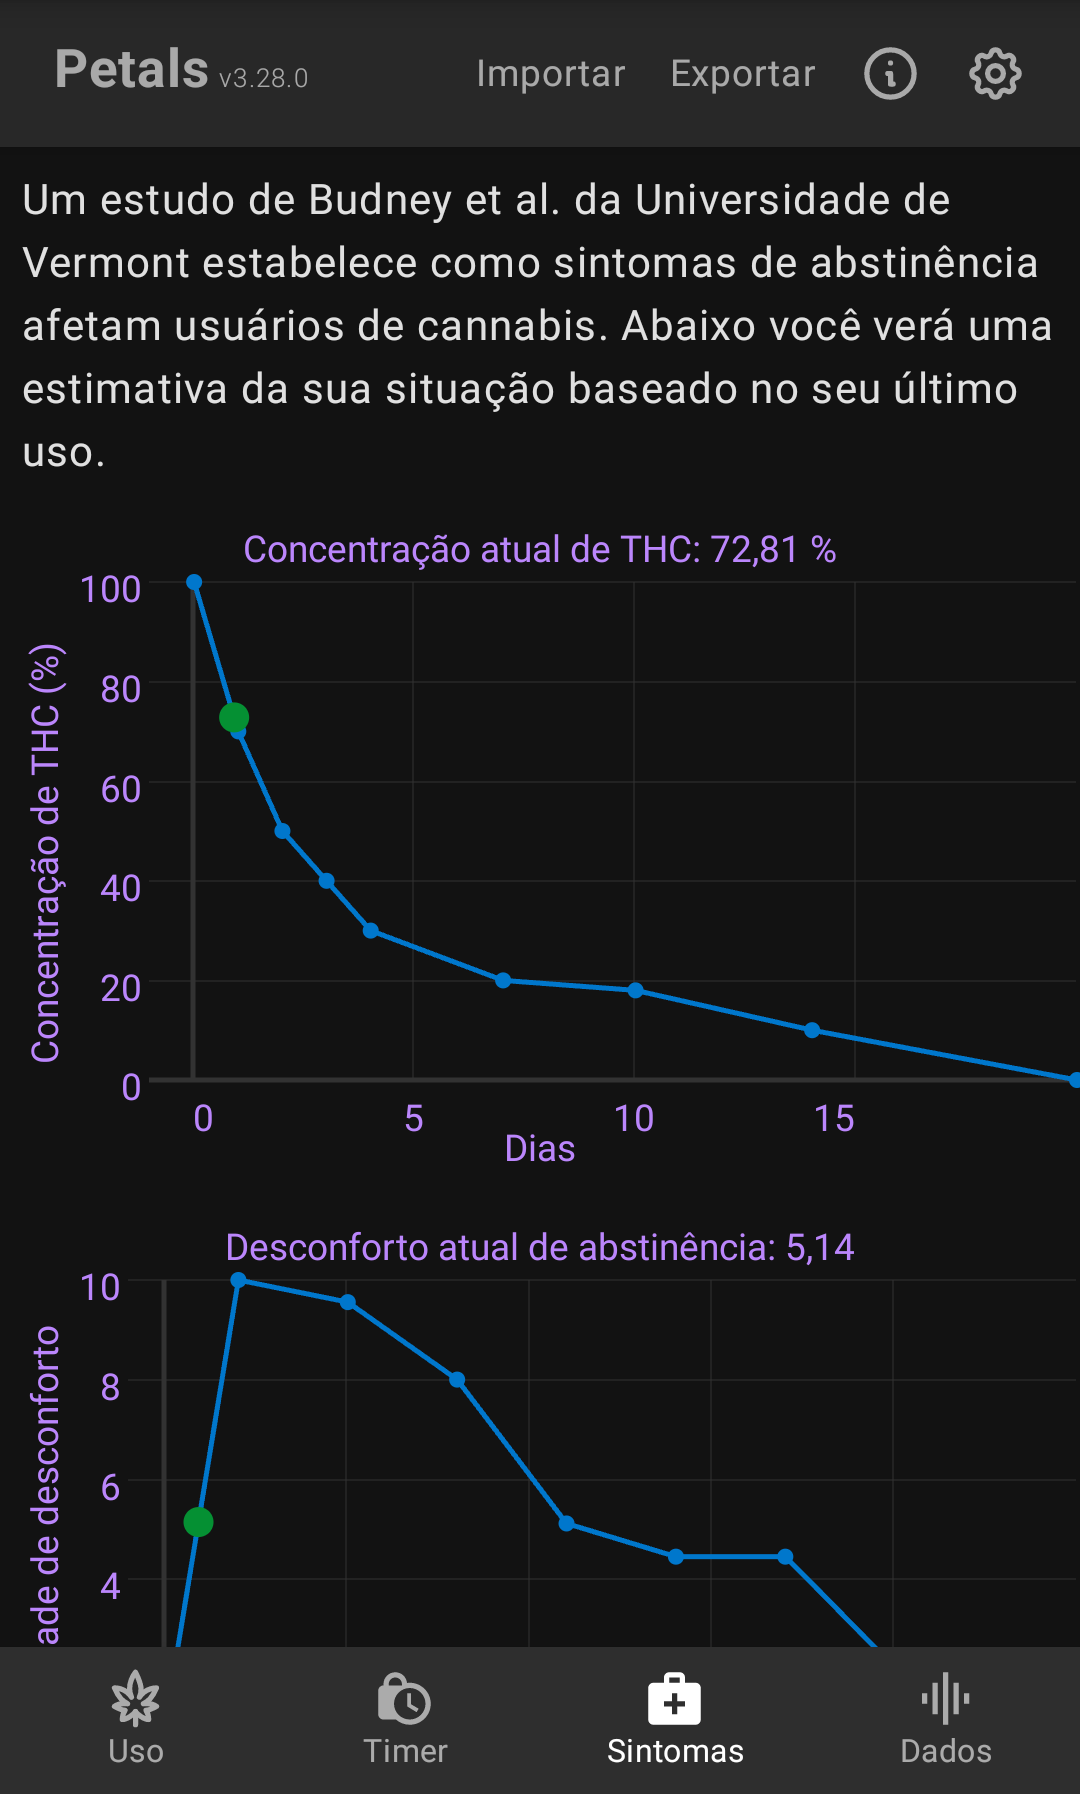 Petals v3.28.0 Importar Exportar
Um estudo de Budney et al. da Universidade de
Vermont estabelece como sintomas de abstinência
afetam usuários de cannabis. Abaixo você verá uma
estimativa da sua situação baseado no seu último
uso.
Concentração atual de THC: 72,81 %
Concentração de THC (%)
100
80
60
40
20
0
0 5 10 15
Dias
Desconforto atual de abstinência: 5,14
ade de desconforto
10
8
6
4
Uso Timer Sintomas Dados